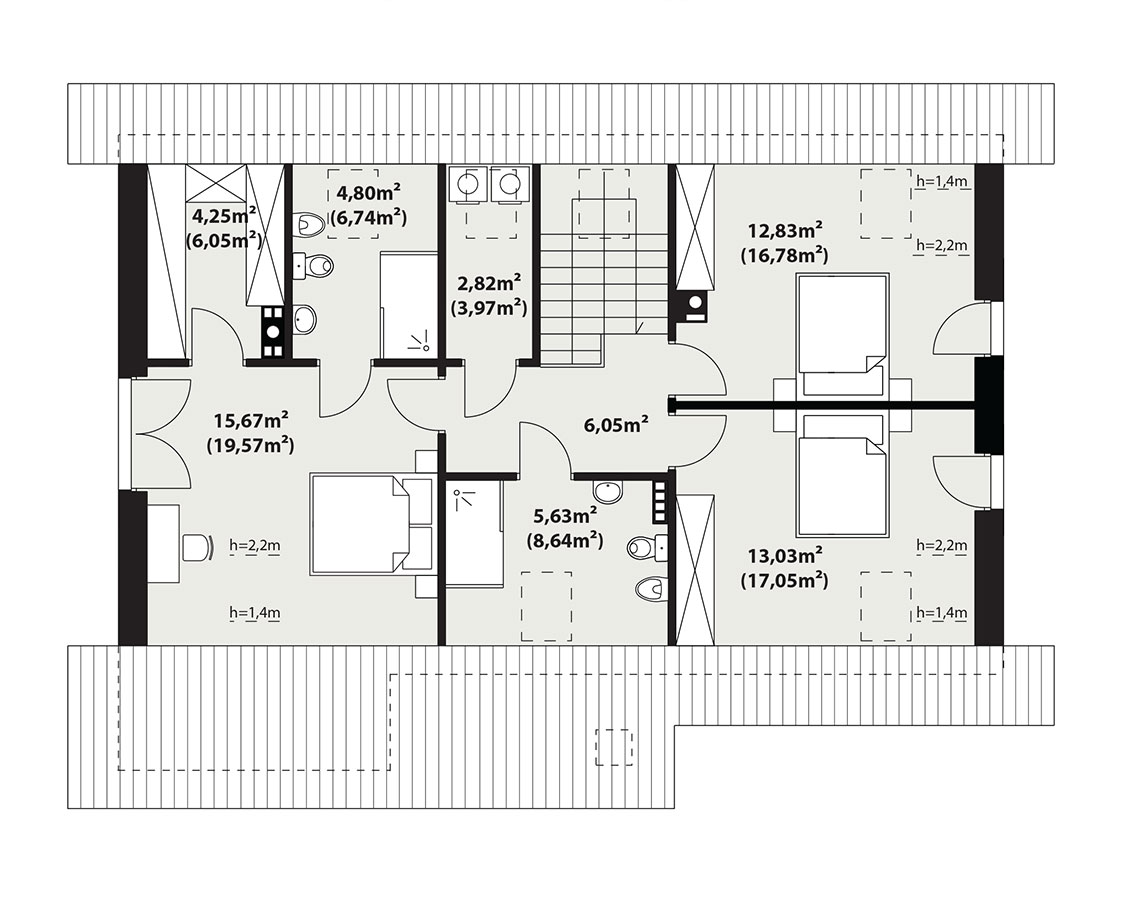 4,25m²
(6,05m²)
4,80m²
(6,74m²)
2,82m²
(3,97m²)
12,83m²
(16,78m²)
h=1,4m
h=2,2m
15,67m²
(19,57m²)
6,05m²
5,63m²
(8,64m²)
13,03m²
(17,05m²)
h=2,2m
h=1,4m
h=2,2m
h=1,4m